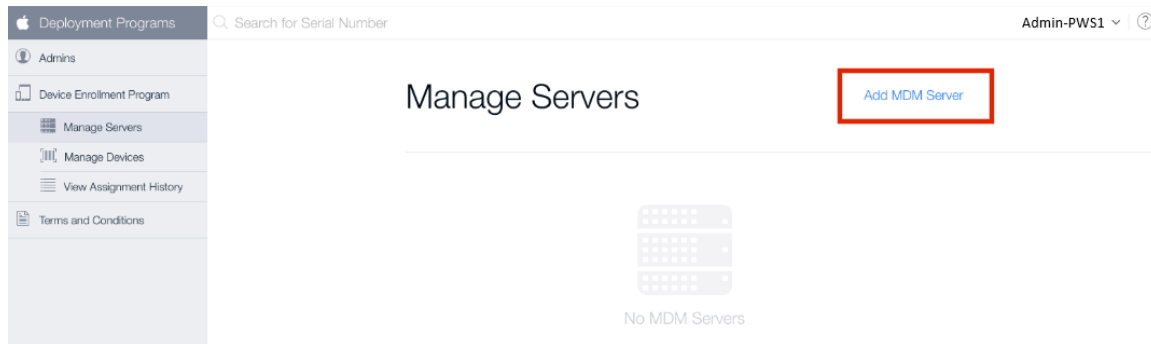 Deployment Programs
Search for Serial Number
Admin-PWS1
?
Admins
Device Enrollment Program
Manage Servers
Manage Devices
View Assignment History
Terms and Conditions
Manage Servers
Add MDM Server
No MDM Servers